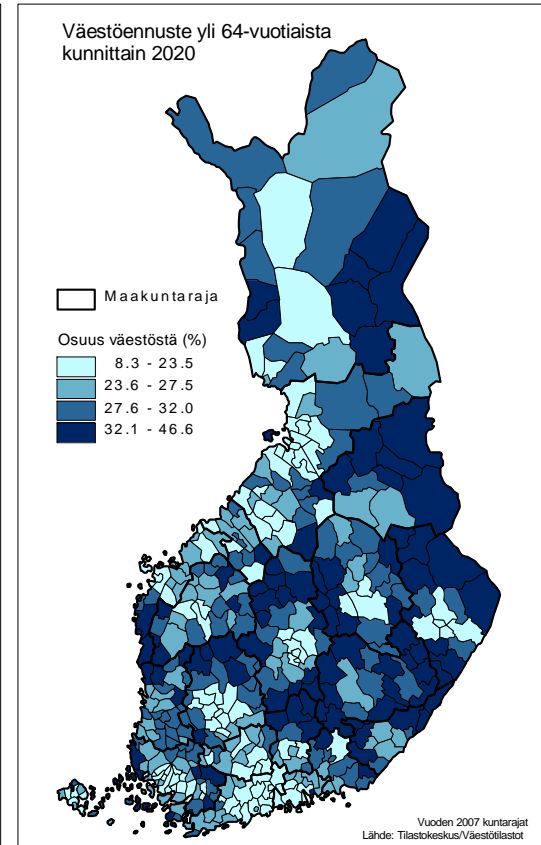 Väestöennuste yli 64-vuotiaista
kunnittain 2020
Maakuntaraja
Osuus väestöstä (%)
8.3 - 23.5
23.6 - 27.5
27.6 - 32.0
32.1 - 46.6
Vuoden 2007 kuntarajat
Lähde: Tilastokeskus/Väestötilastot